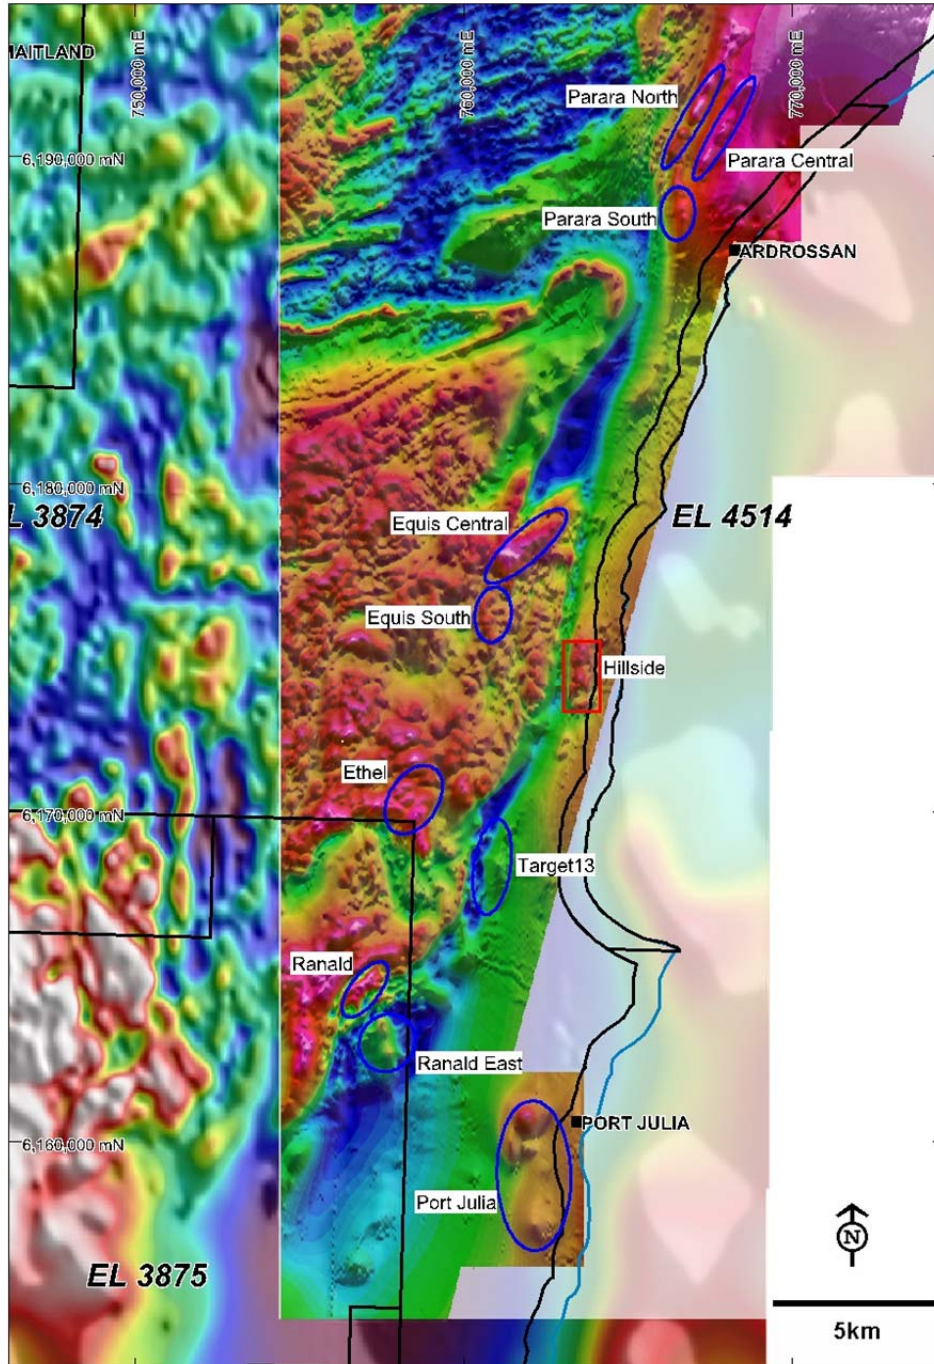 MAITLAND
750,000 mE
760,000 mE
770,000 mE
Parara North
6,190,000 mN
Parara Central
Parara South
ARDROSSAN
6,180,000 mN
L 3874
Equis Central
EL 4514
Equis South
Hillside
Ethel
6,170,000 mN
Target13
Ranald
Ranald East
PORT JULIA
6,160,000 mN
Port Julia
N
EL 3875
5km